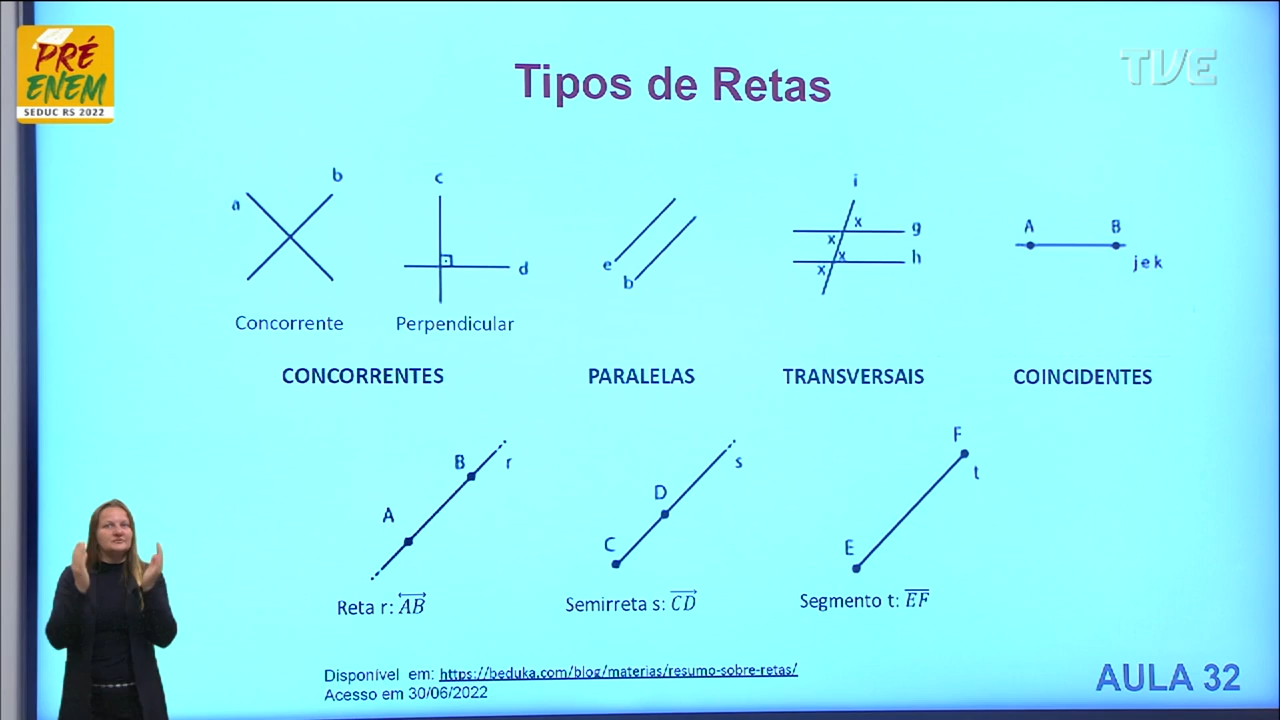 PRÉ
ENEM
SEDUC RS 2022
TVE
Tipos de Retas
a
b
c
d
e
b
i
x
g
x
x
h
x
A
B
j e k
Concorrente
Perpendicular
CONCORRENTES
PARALELAS
TRANSVERSAIS
COINCIDENTES
A
B
r
C
D
s
E
F
t
Reta r: AB
Semirreta s: CD
Segmento t: EF
Disponível em: https://beduka.com/blog/materias/resumo-sobre-retas/
Acesso em 30/06/2022
AULA 32